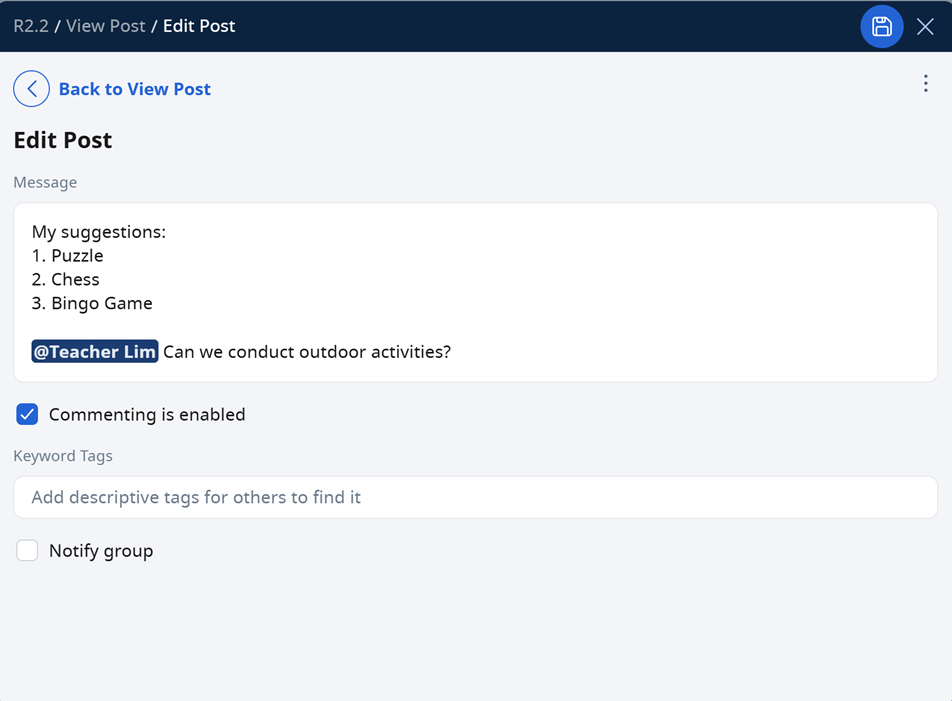 R2.2 / View Post / Edit Post
Back to View Post
Edit Post
Message
My suggestions:
1. Puzzle
2. Chess
3. Bingo Game
@Teacher Lim Can we conduct outdoor activities?
Commenting is enabled
Keyword Tags
Add descriptive tags for others to find it
Notify group